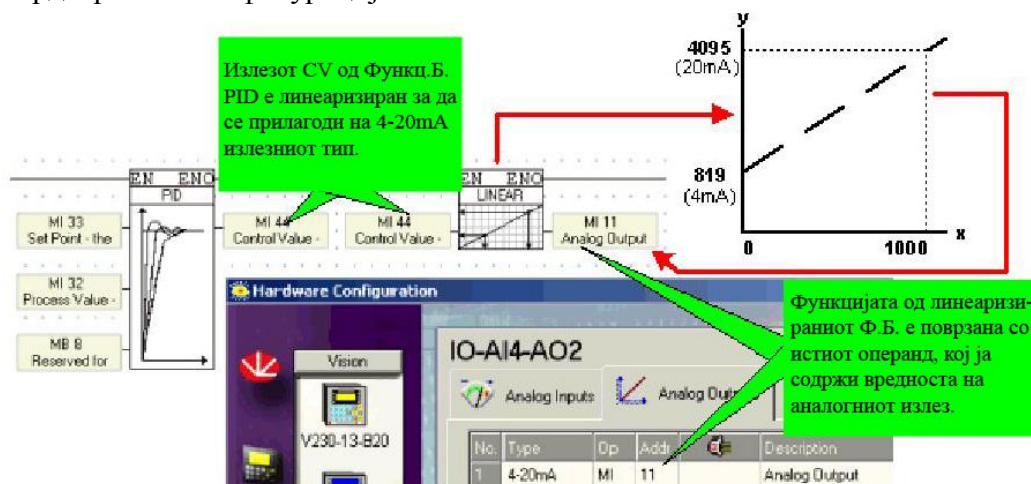 Излезот CV од Функц.Б.
PID е линеаризиран за да
се прилагоди на 4-20mA
излезниот тип.
y
4095
(20mA)
819
(4mA)
0
1000
x
EN ENO
PID
EN ENO
LINEAR
MI 33
Set Point - the
MI 32
Process Value -
MB 8
Reserved for
MI 44
Control Value -
MI 44
Control Value -
MI 11
Analog Output
Функцијата од линеаризи-
раниот Ф.Б. е поврзана со
истиот операнд, кој ја
содржи вредноста на
аналогниот излез.
Hardware Configuration
Vision
V230-13-B20
IO-AI4-AO2
Analog Inputs
Analog Outp
No. Type Op Addr Description
1 4-20mA MI 11 Analog Output